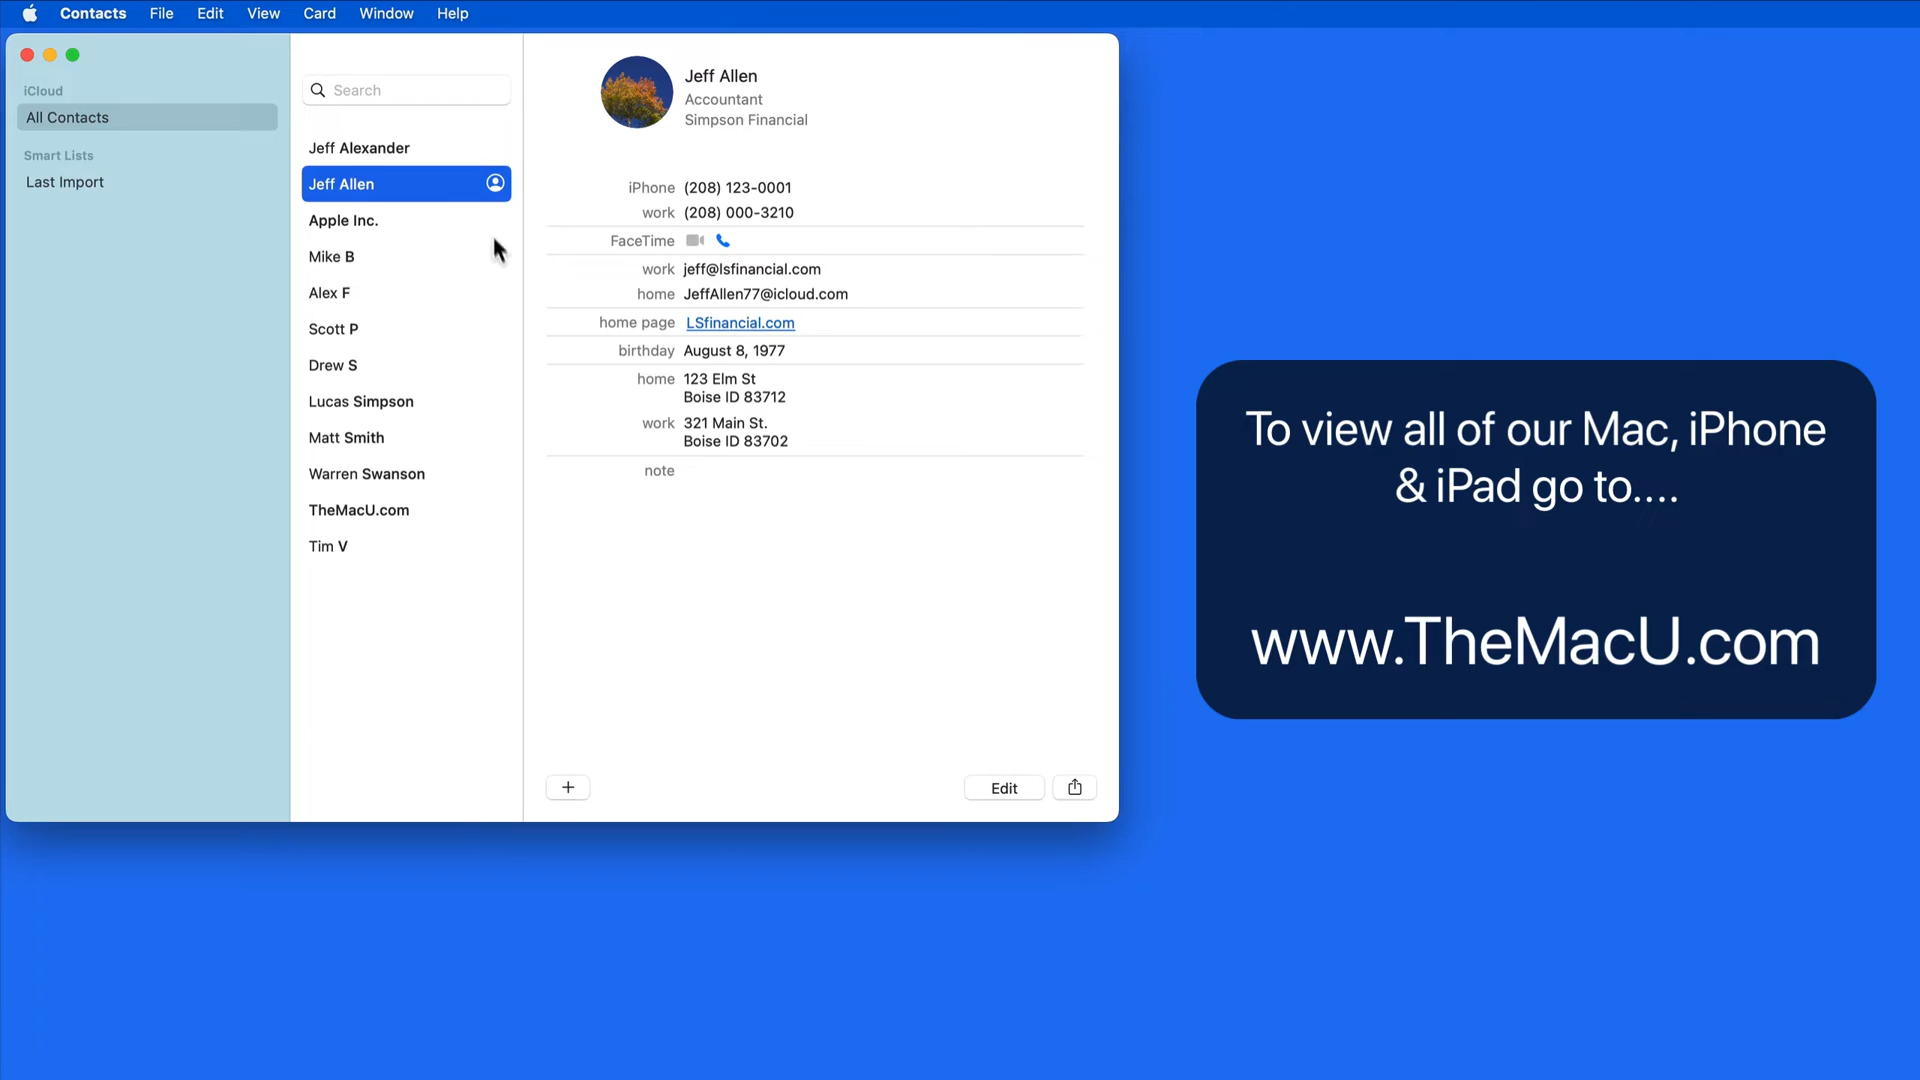 Contacts File Edit View Card Window Help
iCloud
All Contacts
Smart Lists
Last Import
Search
Jeff Alexander
Jeff Allen
Apple Inc.
Mike B
Alex F
Scott P
Drew S
Lucas Simpson
Matt Smith
Warren Swanson
TheMacU.com
Tim V
Jeff Allen
Accountant
Simpson Financial
iPhone (208) 123-0001
work (208) 000-3210
FaceTime
work jeff@lsfinancial.com
home JeffAllen77@icloud.com
home page LSfinancial.com
birthday August 8, 1977
home 123 Elm St
Boise ID 83712
work 321 Main St.
Boise ID 83702
note
Edit
To view all of our Mac, iPhone
& iPad go to....
www.TheMacU.com